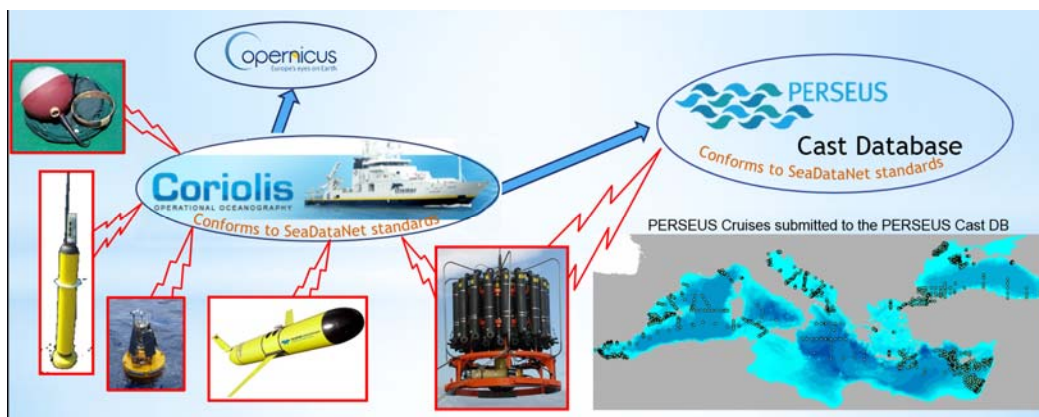 Copernicus
Europe's eyes on Earth
PERSEUS
Cast Database
Conforms to SeaDataNet standards
Coriolis
OPERATIONAL OCEANOGRAPHY
Conforms to SeaDataNet standards
PERSEUS Cruises submitted to the PERSEUS Cast DB